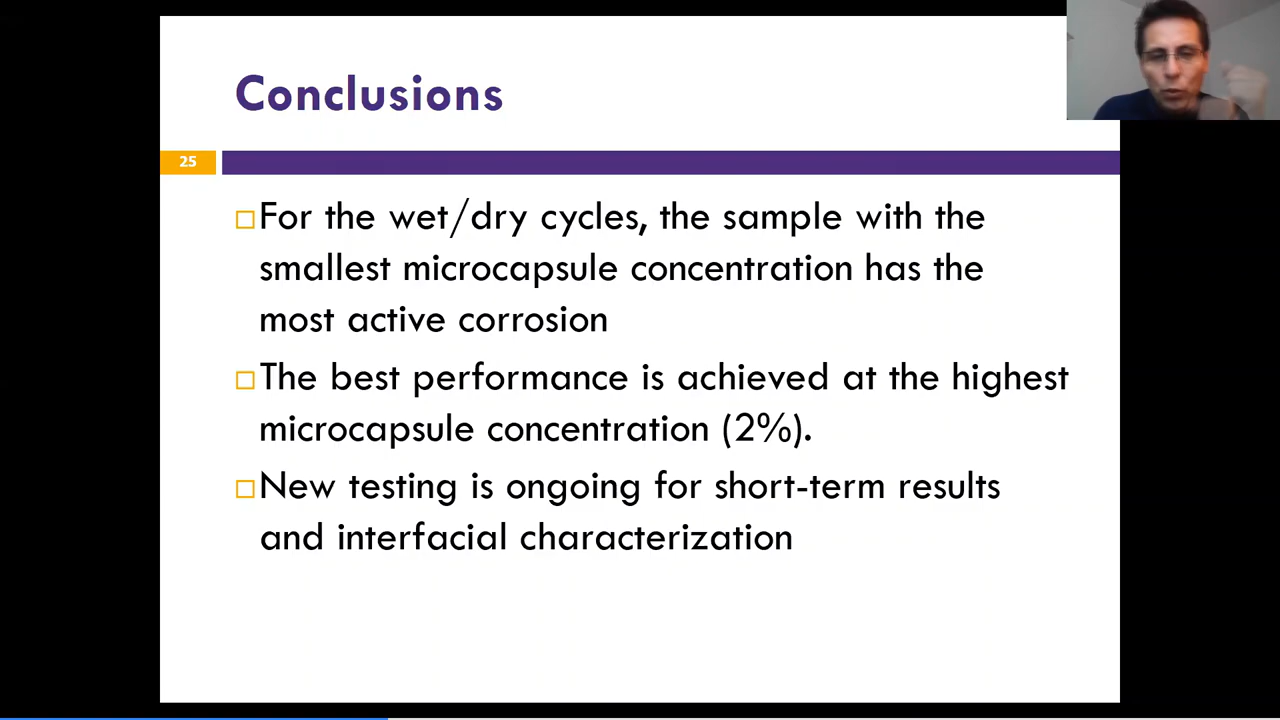 Conclusions
25
For the wet/dry cycles, the sample with the
smallest microcapsule concentration has the
most active corrosion
The best performance is achieved at the highest
microcapsule concentration (2%).
New testing is ongoing for short-term results
and interfacial characterization